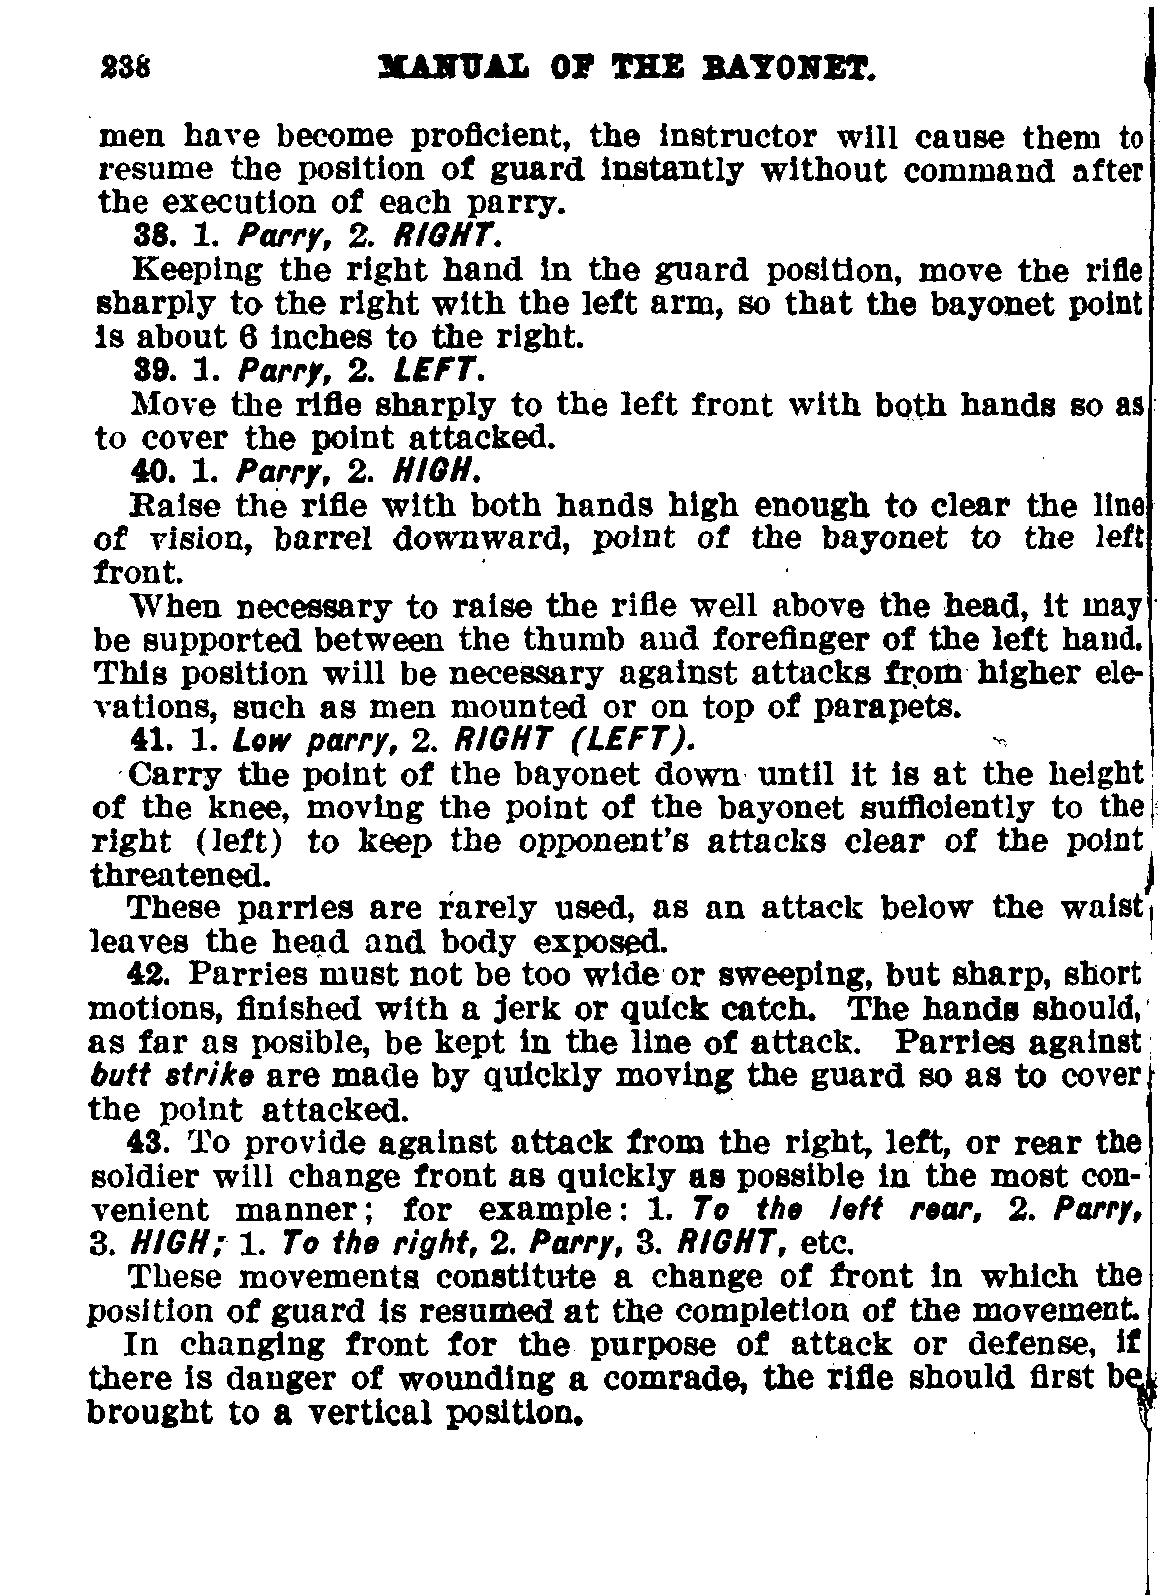 238 MANUAL OF THE BAYONET.
men have become proficient, the instructor will cause them to
resume the position of guard instantly without command after
the execution of each parry.
38. 1. Parry, 2. RIGHT.
Keeping the right hand in the guard position, move the rifle
sharply to the right with the left arm, so that the bayonet point
is about 6 inches to the right.
39. 1. Parry, 2. LEFT.
Move the rifle sharply to the left front with both hands so as
to cover the point attacked.
40. 1. Parry, 2. HIGH.
Raise the rifle with both hands high enough to clear the line
of vision, barrel downward, point of the bayonet to the left
front.
When necessary to raise the rifle well above the head, it may
be supported between the thumb and forefinger of the left hand.
This position will be necessary against attacks from higher ele-
vations, such as men mounted or on top of parapets.
41. 1. Low parry, 2. RIGHT (LEFT).
Carry the point of the bayonet down until it is at the height
of the knee, moving the point of the bayonet sufficiently to the
right (left) to keep the opponent's attacks clear of the point
threatened.
These parries are rarely used, as an attack below the waist
leaves the head and body exposed.
42. Parries must not be too wide or sweeping, but sharp, short
motions, finished with a jerk or quick catch. The hands should,
as far as posible, be kept in the line of attack. Parries against
butt strike are made by quickly moving the guard so as to cover
the point attacked.
43. To provide against attack from the right, left, or rear the
soldier will change front as quickly as possible in the most con-
venient manner; for example: 1. To the left rear, 2. Parry,
3. HIGH; 1. To the right, 2. Parry, 3. RIGHT, etc.
These movements constitute a change of front in which the
position of guard is resumed at the completion of the movement.
In changing front for the purpose of attack or defense, if
there is danger of wounding a comrade, the rifle should first be
brought to a vertical position.